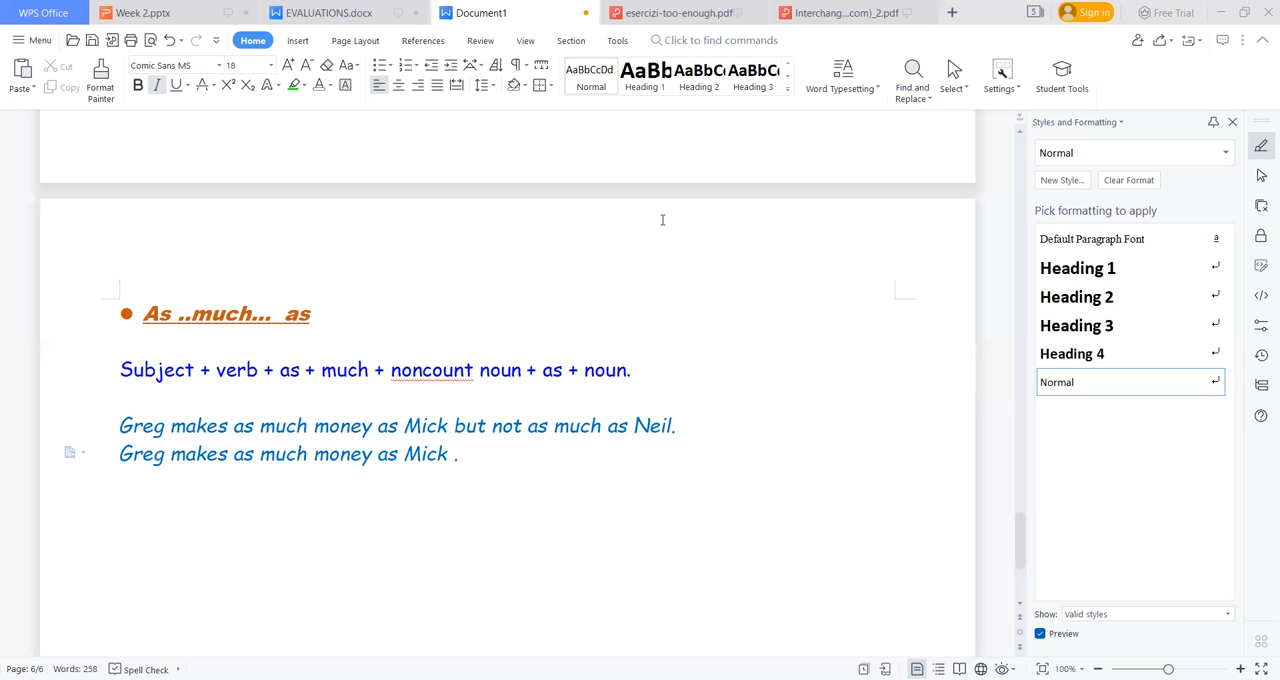 WPS Office
Week 2.pptx
EVALUATIONS.docx
Document1
esercizi-too-enough.pdf
Interchang...com)_2.pdf
Sign in
Free Trial
Menu
Home
Insert
Page Layout
References
Review
View
Section
Tools
Click to find commands
Paste
Cut
Copy
Format
Painter
Comic Sans MS
18
AaBbCcDd
Normal
AaBb
Heading 1
AaBbC
Heading 2
AaBbC
Heading 3
Word Typesetting
Find and
Replace
Select
Settings
Student Tools
As ..much... as
Subject + verb + as + much + noncount noun + as + noun.
Greg makes as much money as Mick but not as much as Neil.
Greg makes as much money as Mick .
Styles and Formatting
Normal
New Style...
Clear Format
Pick formatting to apply
Default Paragraph Font
Heading 1
Heading 2
Heading 3
Heading 4
Normal
Show: Valid styles
Preview
Page: 6/6
Words: 258
Spell Check
100%